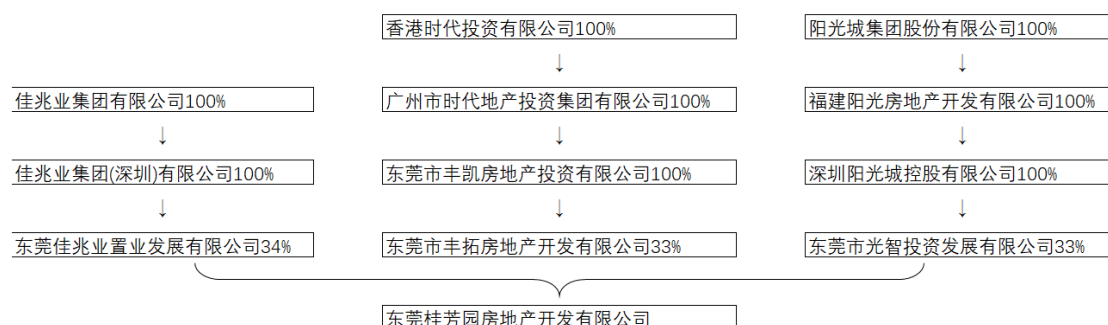 香港时代投资有限公司100%
阳光城集团股份有限公司100%
↓
↓
佳兆业集团有限公司100%
广州市时代地产投资集团有限公司100%
福建阳光房地产开发有限公司100%
↓
↓
↓
佳兆业集团(深圳)有限公司100%
东莞市丰凯房地产投资有限公司100%
深圳阳光城控股有限公司100%
↓
↓
↓
东莞佳兆业置业发展有限公司34%
东莞市丰拓房地产开发有限公司33%
东莞市光智投资发展有限公司33%
东莞桂芳园房地产开发有限公司